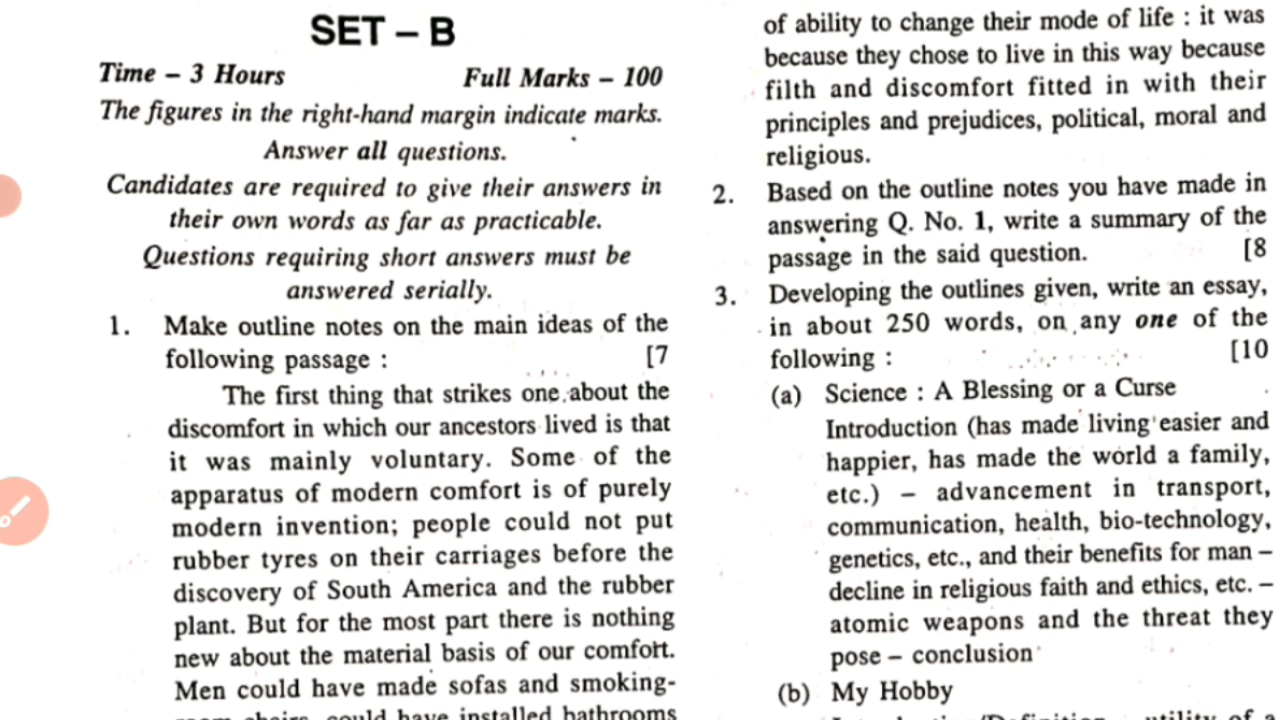 SET – B
Time – 3 Hours Full Marks – 100
The figures in the right-hand margin indicate marks.
Answer all questions.
Candidates are required to give their answers in
their own words as far as practicable.
Questions requiring short answers must be
answered serially.
1. Make outline notes on the main ideas of the
following passage : [7
The first thing that strikes one about the
discomfort in which our ancestors lived is that
it was mainly voluntary. Some of the
apparatus of modern comfort is of purely
modern invention; people could not put
rubber tyres on their carriages before the
discovery of South America and the rubber
plant. But for the most part there is nothing
new about the material basis of our comfort.
Men could have made sofas and smoking-
chairs, could have installed bathrooms
of ability to change their mode of life : it was
because they chose to live in this way because
filth and discomfort fitted in with their
principles and prejudices, political, moral and
religious.
2. Based on the outline notes you have made in
answering Q. No. 1, write a summary of the
passage in the said question. [8
3. Developing the outlines given, write an essay,
in about 250 words, on any one of the
following : [10
(a) Science : A Blessing or a Curse
Introduction (has made living easier and
happier, has made the world a family,
etc.) – advancement in transport,
communication, health, bio-technology,
genetics, etc., and their benefits for man –
decline in religious faith and ethics, etc. –
atomic weapons and the threat they
pose – conclusion
(b) My Hobby